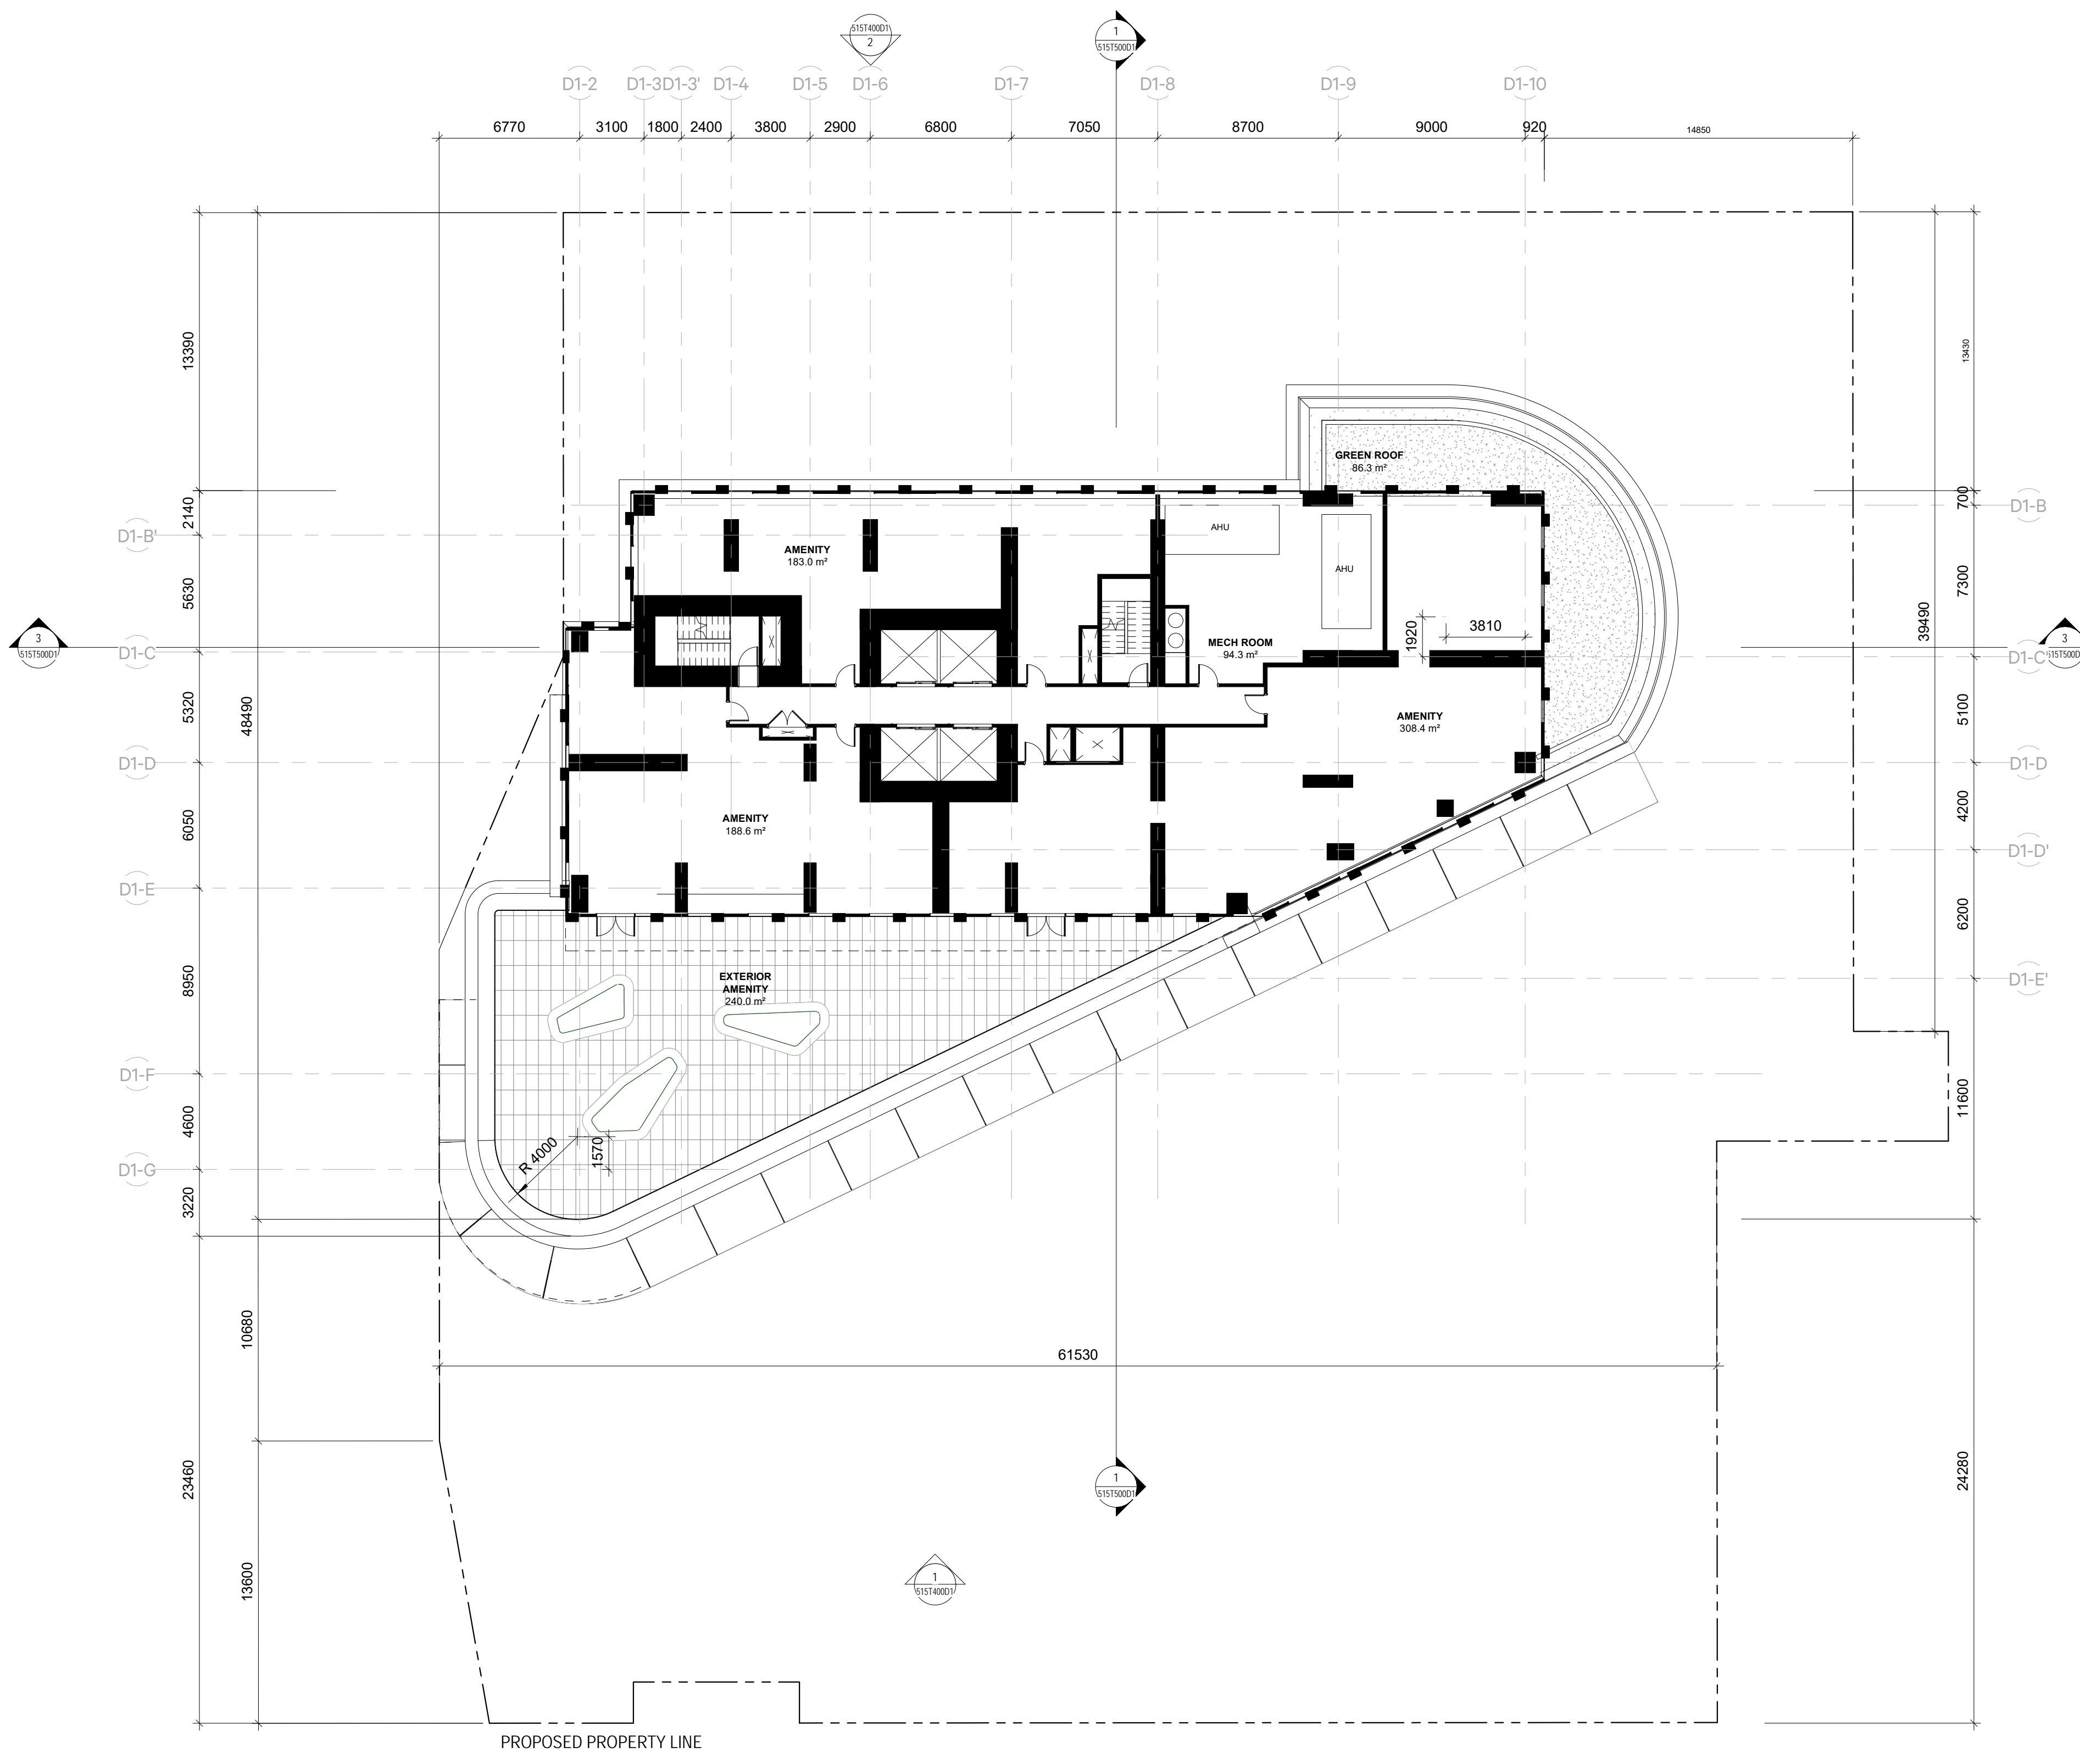 515T400D1
2
1
515T500D1
D1-2
D1-3
D1-3'
D1-4
D1-5
D1-6
D1-7
D1-8
D1-9
D1-10
6770
3100
1800
2400
3800
2900
6800
7050
8700
9000
920
14850
13390
13430
GREEN ROOF
86.3 m²
2140
700
D1-B
D1-B'
AHU
AMENITY
183.0 m²
AHU
5630
7300
39490
3
515T500D1
D1-C
1920
3810
MECH ROOM
94.3 m²
D1-C'
3
515T500D
5320
48490
AMENITY
308.4 m²
5100
D1-D
D1-D
6050
AMENITY
188.6 m²
4200
D1-D'
D1-E
6200
8950
EXTERIOR
AMENITY
240.0 m²
D1-E'
D1-F
4600
11600
R 4000
1570
D1-G
3220
10680
61530
23460
24280
1
515T500D1
13600
1
515T400D1
PROPOSED PROPERTY LINE